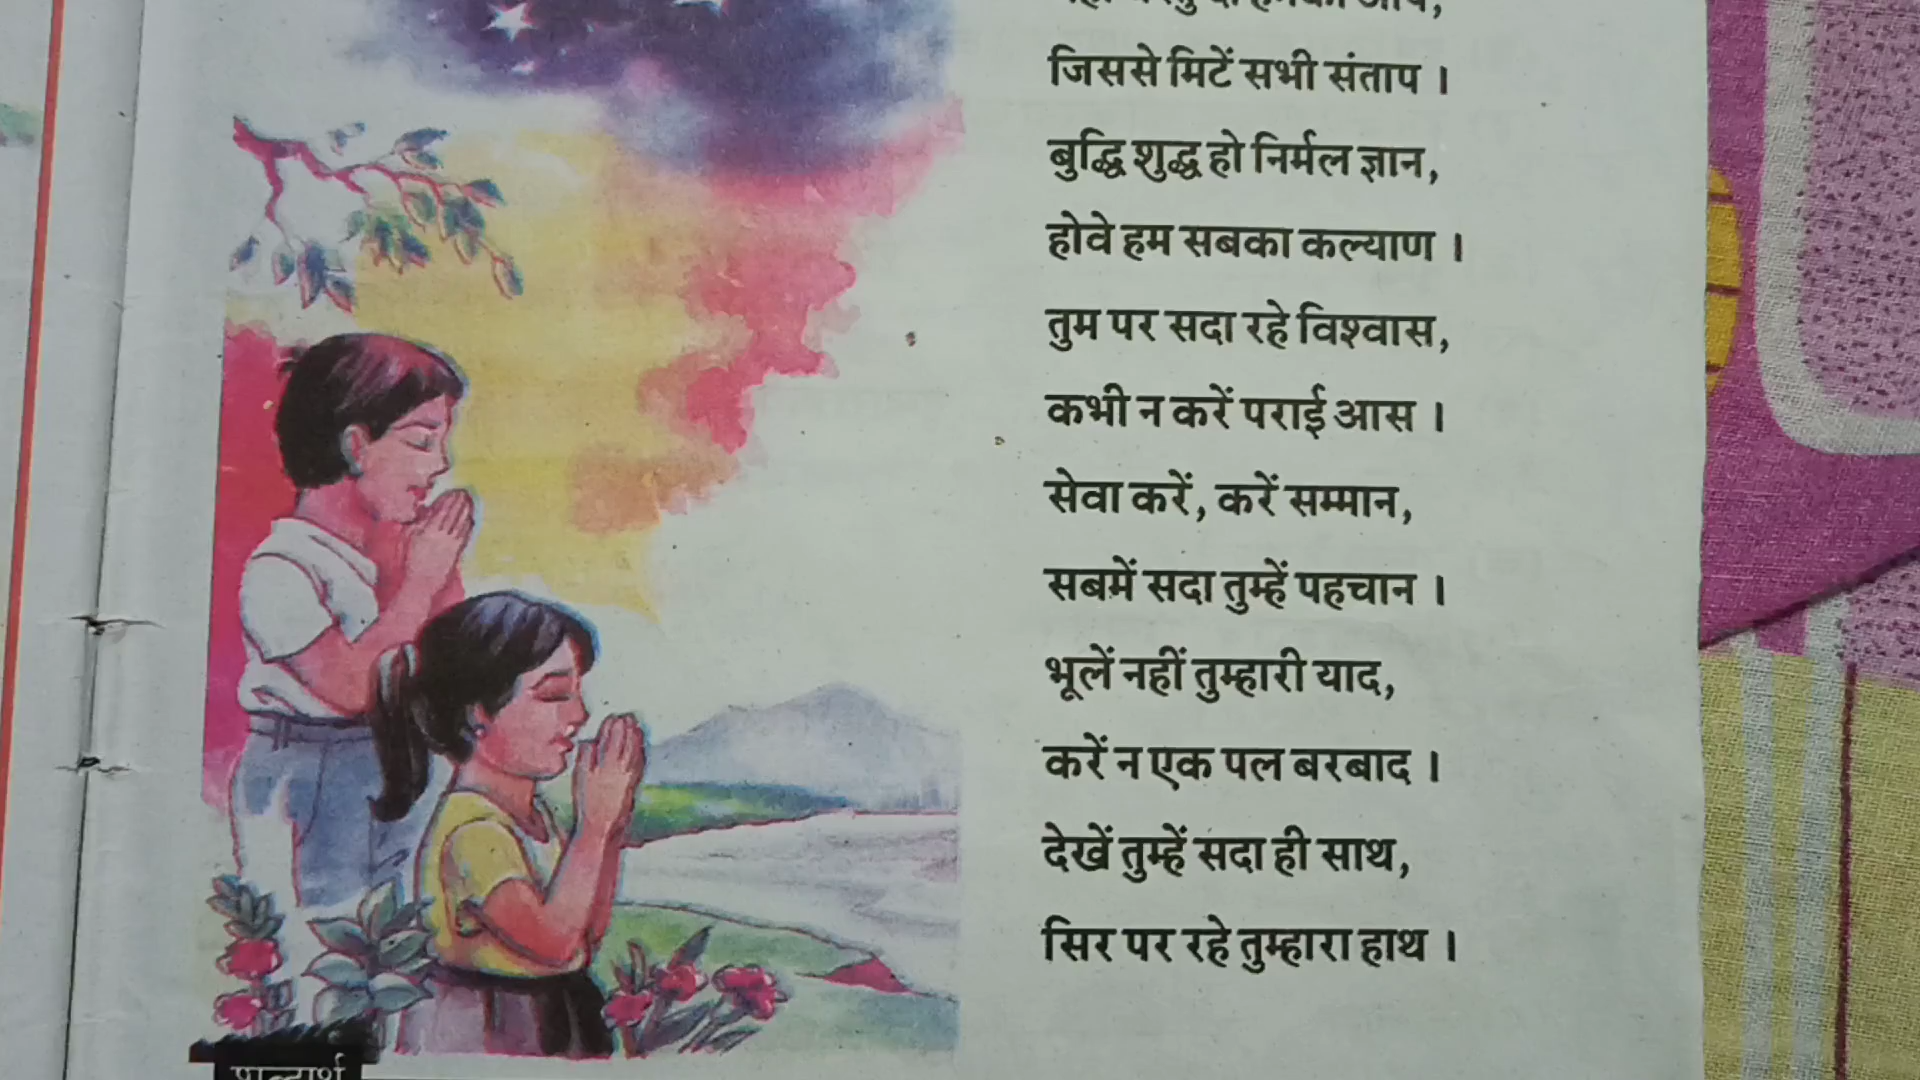 जिससे मिटें सभी संताप ।
बुद्धि शुद्ध हो निर्मल ज्ञान,
होवे हम सबका कल्याण ।
तुम पर सदा रहे विश्वास,
कभी न करें पराई आस ।
सेवा करें, करें सम्मान,
सबमें सदा तुम्हें पहचान ।
भूलें नहीं तुम्हारी याद,
करें न एक पल बरबाद ।
देखें तुम्हें सदा ही साथ,
सिर पर रहे तुम्हारा हाथ ।
शब्दार्थ